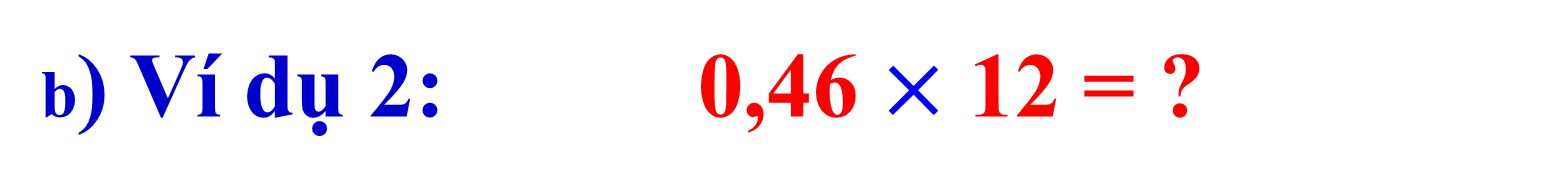 b) Ví dụ 2: 0,46 × 12 = ?